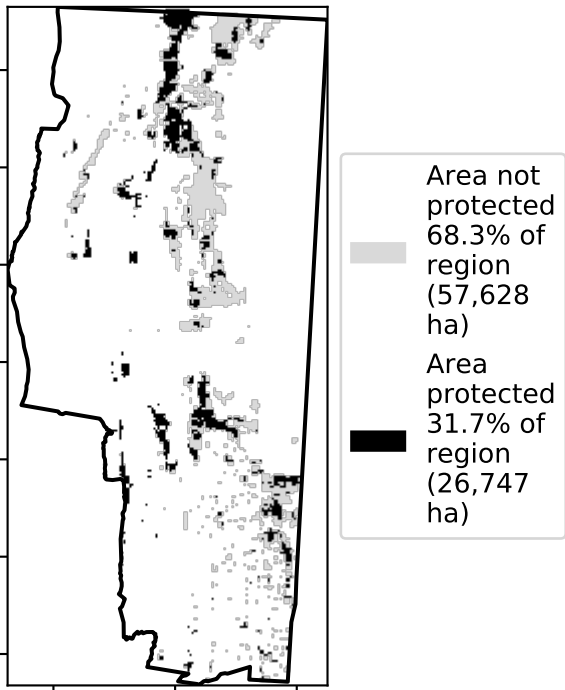 Area not
protected
68.3% of
region
(57,628
ha)
Area
protected
31.7% of
region
(26,747
ha)